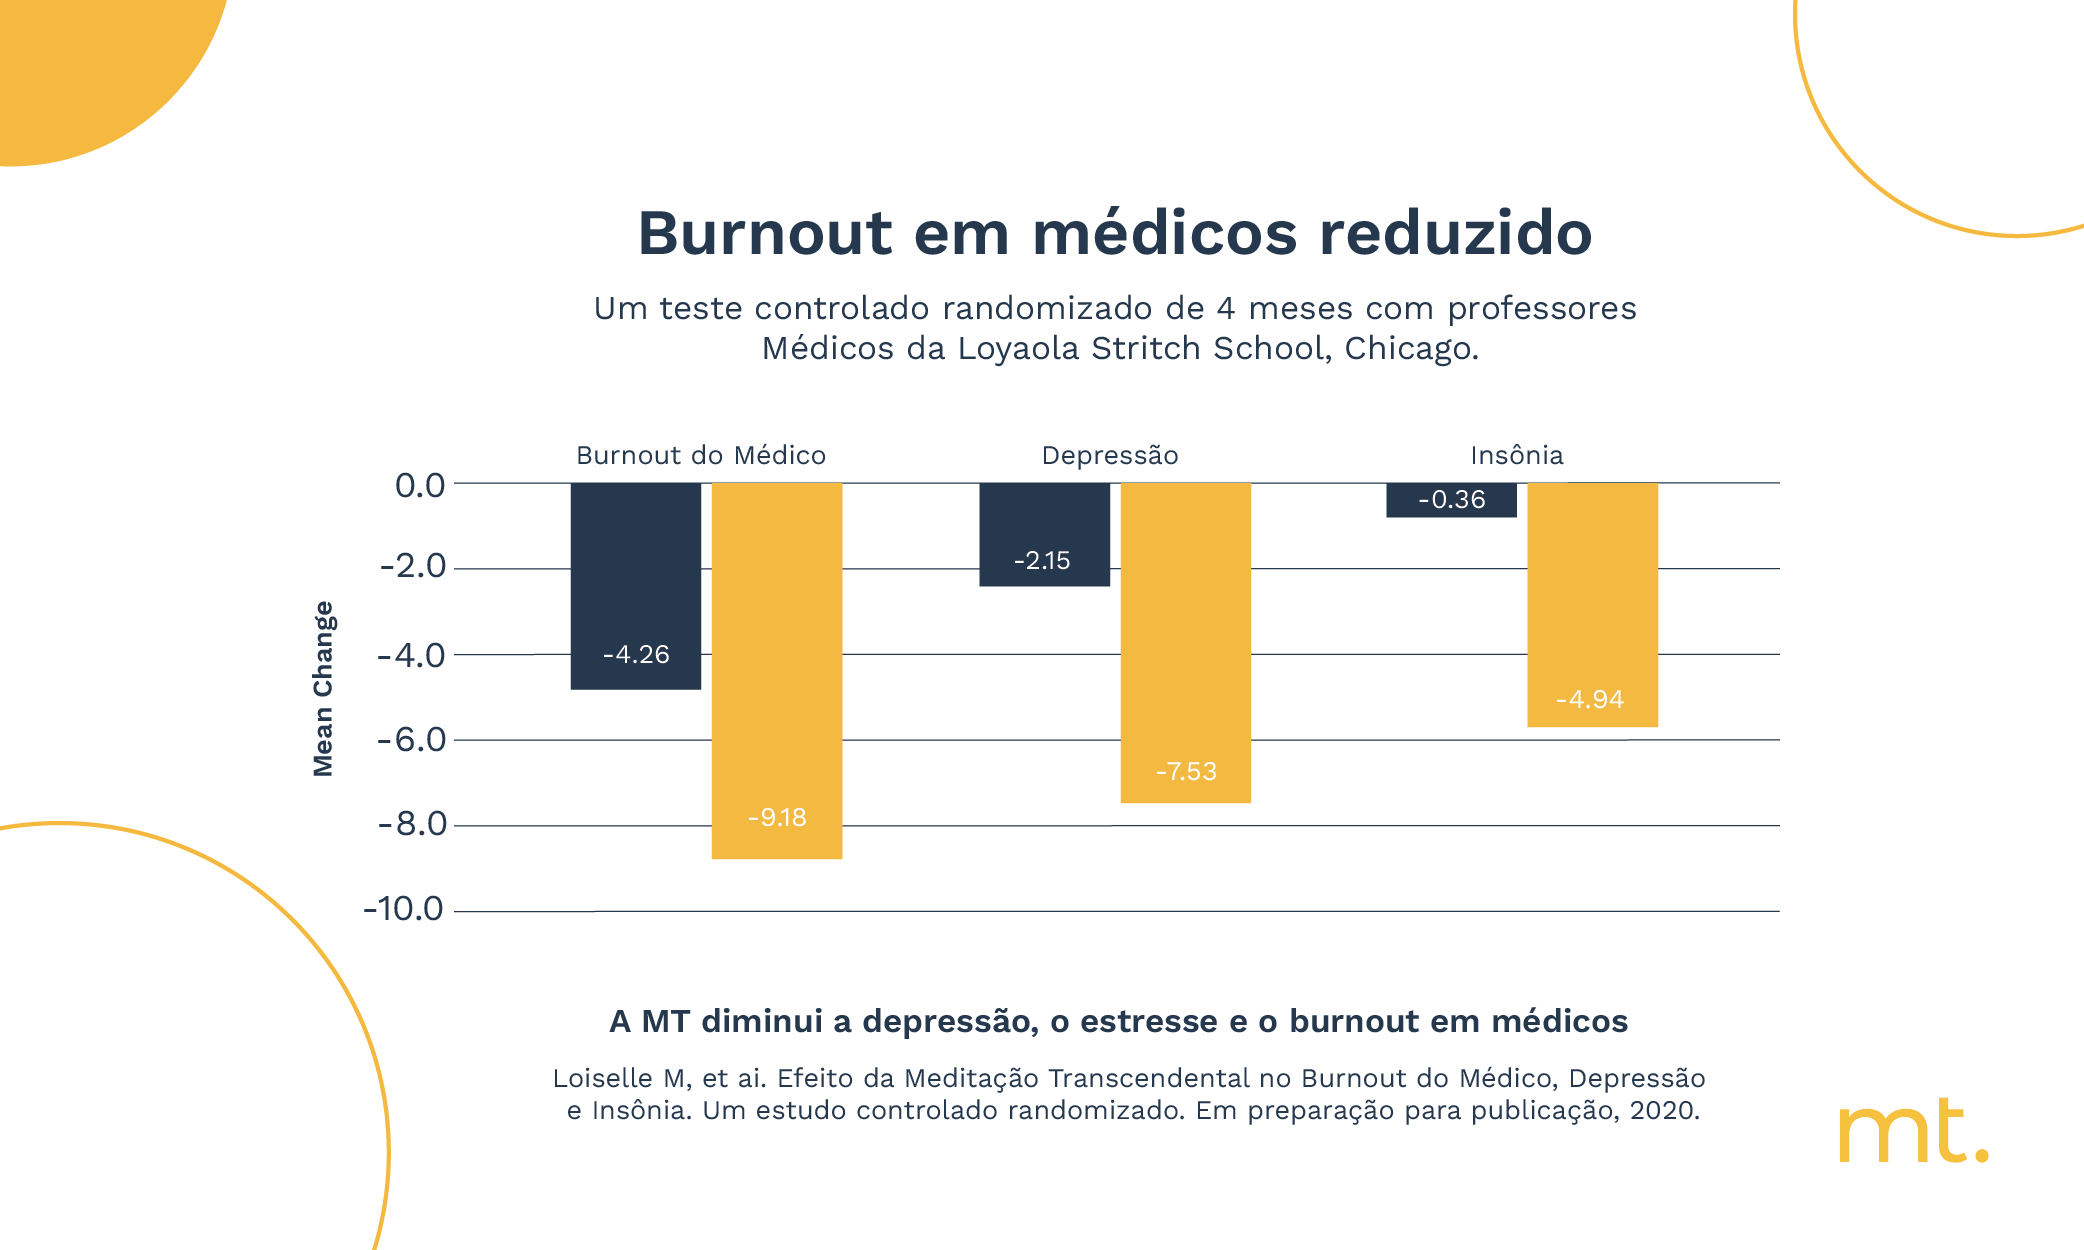 Burnout em médicos reduzido
Um teste controlado randomizado de 4 meses com professores
Médicos da Loyaola Stritch School, Chicago.
Burnout do Médico
Depressão
Insônia
0.0
-2.0
-4.0
-6.0
-8.0
-10.0
Mean Change
-4.26
-9.18
-2.15
-7.53
-0.36
-4.94
A MT diminui a depressão, o estresse e o burnout em médicos
Loiselle M, et ai. Efeito da Meditação Transcendental no Burnout do Médico, Depressão
e Insônia. Um estudo controlado randomizado. Em preparação para publicação, 2020.
mt.